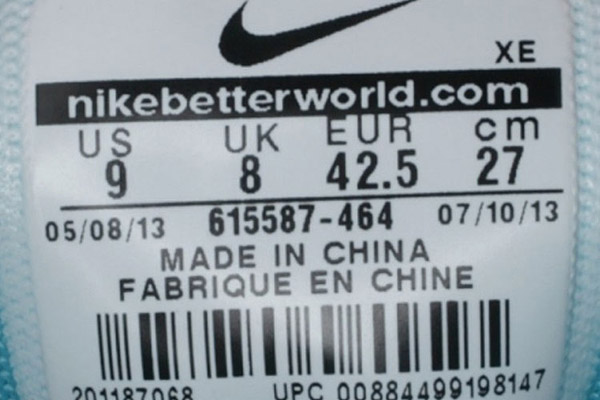 XE
nikebetterworld.com
US UK EUR cm
9 8 42.5 27
05/08/13 615587-464 07/10/13
MADE IN CHINA
FABRIQUE EN CHINE
201187068 UPC 00884499198147